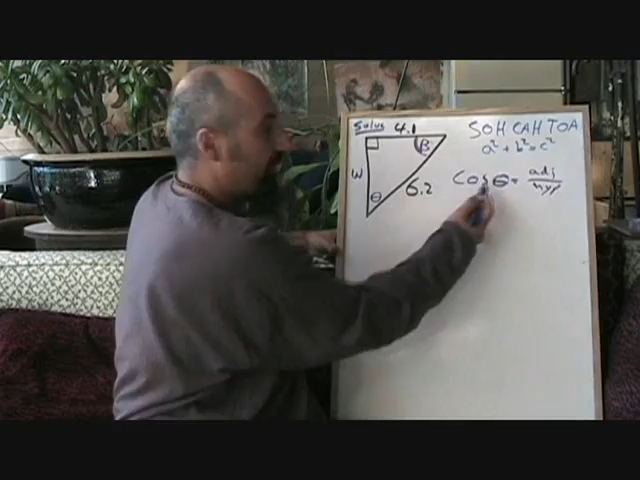 Solve 4.1
SOH CAH TOA
a² + b² = c²
β
w
θ
6.2
Cos θ = adj/hyp